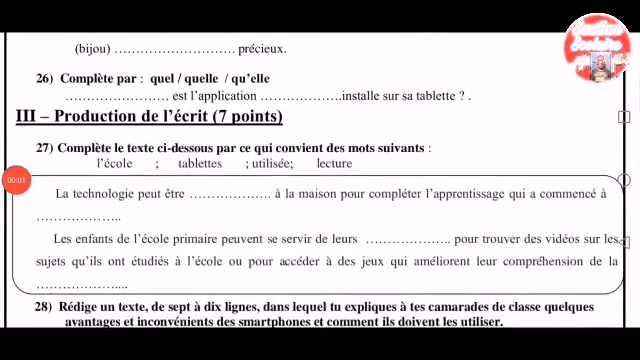 (bijou) ……………………… précieux.
26) Complète par : quel / quelle / qu’elle
…………………… est l’application ……………….installe sur sa tablette ? .
III – Production de l’écrit (7 points)
27) Complète le texte ci-dessous par ce qui convient des mots suivants :
l’école ; tablettes ; utilisée; lecture
00:01
La technologie peut être ………………. à la maison pour compléter l’apprentissage qui a commencé à
………………..
Les enfants de l’école primaire peuvent se servir de leurs ……………….. pour trouver des vidéos sur les
sujets qu’ils ont étudiés à l’école ou pour accéder à des jeux qui améliorent leur compréhension de la
………………....
28) Rédige un texte, de sept à dix lignes, dans lequel tu expliques à tes camarades de classe quelques
avantages et inconvénients des smartphones et comment ils doivent les utiliser.